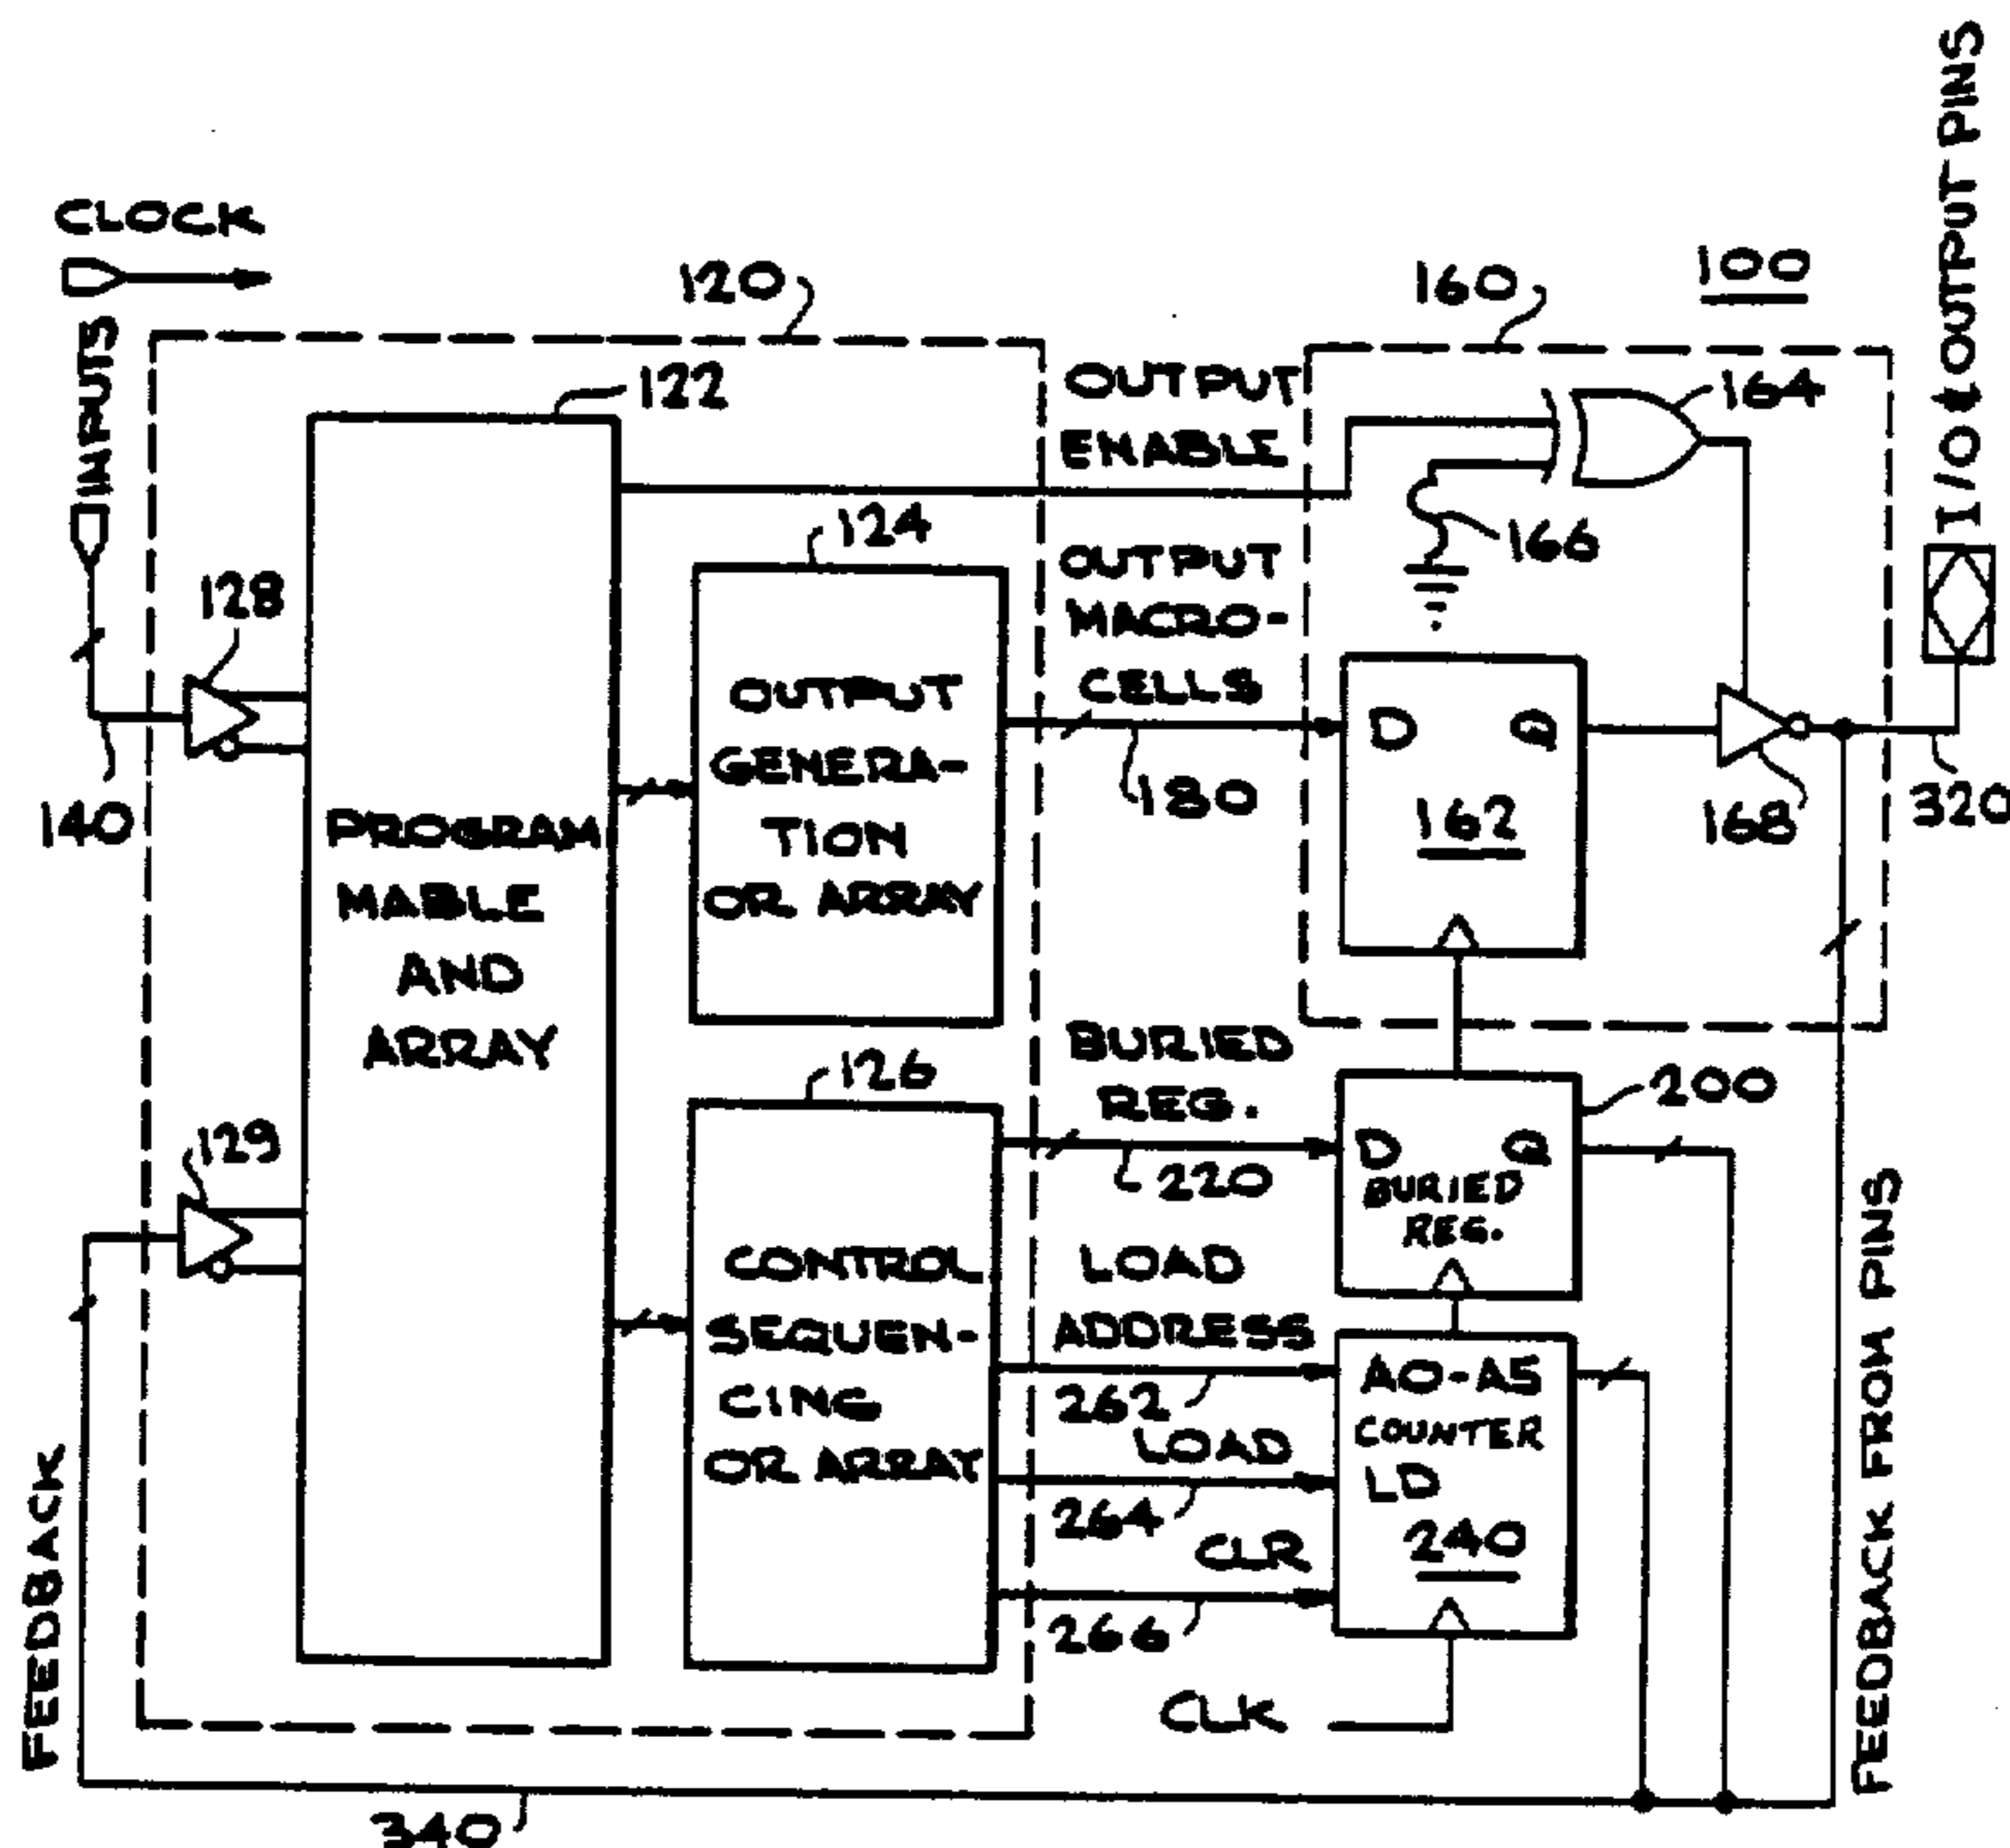 CLOCK
INPUTS
120
160
100
I/O & OUTPUT PINS
122
OUTPUT
ENABLE
164
124
166
128
OUTPUT
MACRO-
CELLS
140
PROGRAM
MABLE
AND
ARRAY
OUTPUT
GENERA-
TION
OR ARRAY
180
D Q
162
168
320
BURIED
REG.
126
129
220
200
D Q
BURIED
REG.
CONTROL
SEQUEN-
CING
OR ARRAY
LOAD
ADDRESS
262
LOAD
264
CLR
266
A0-A5
COUNTER
LD
240
CLK
FEEDBACK
FEEDBACK FROM PINS
340